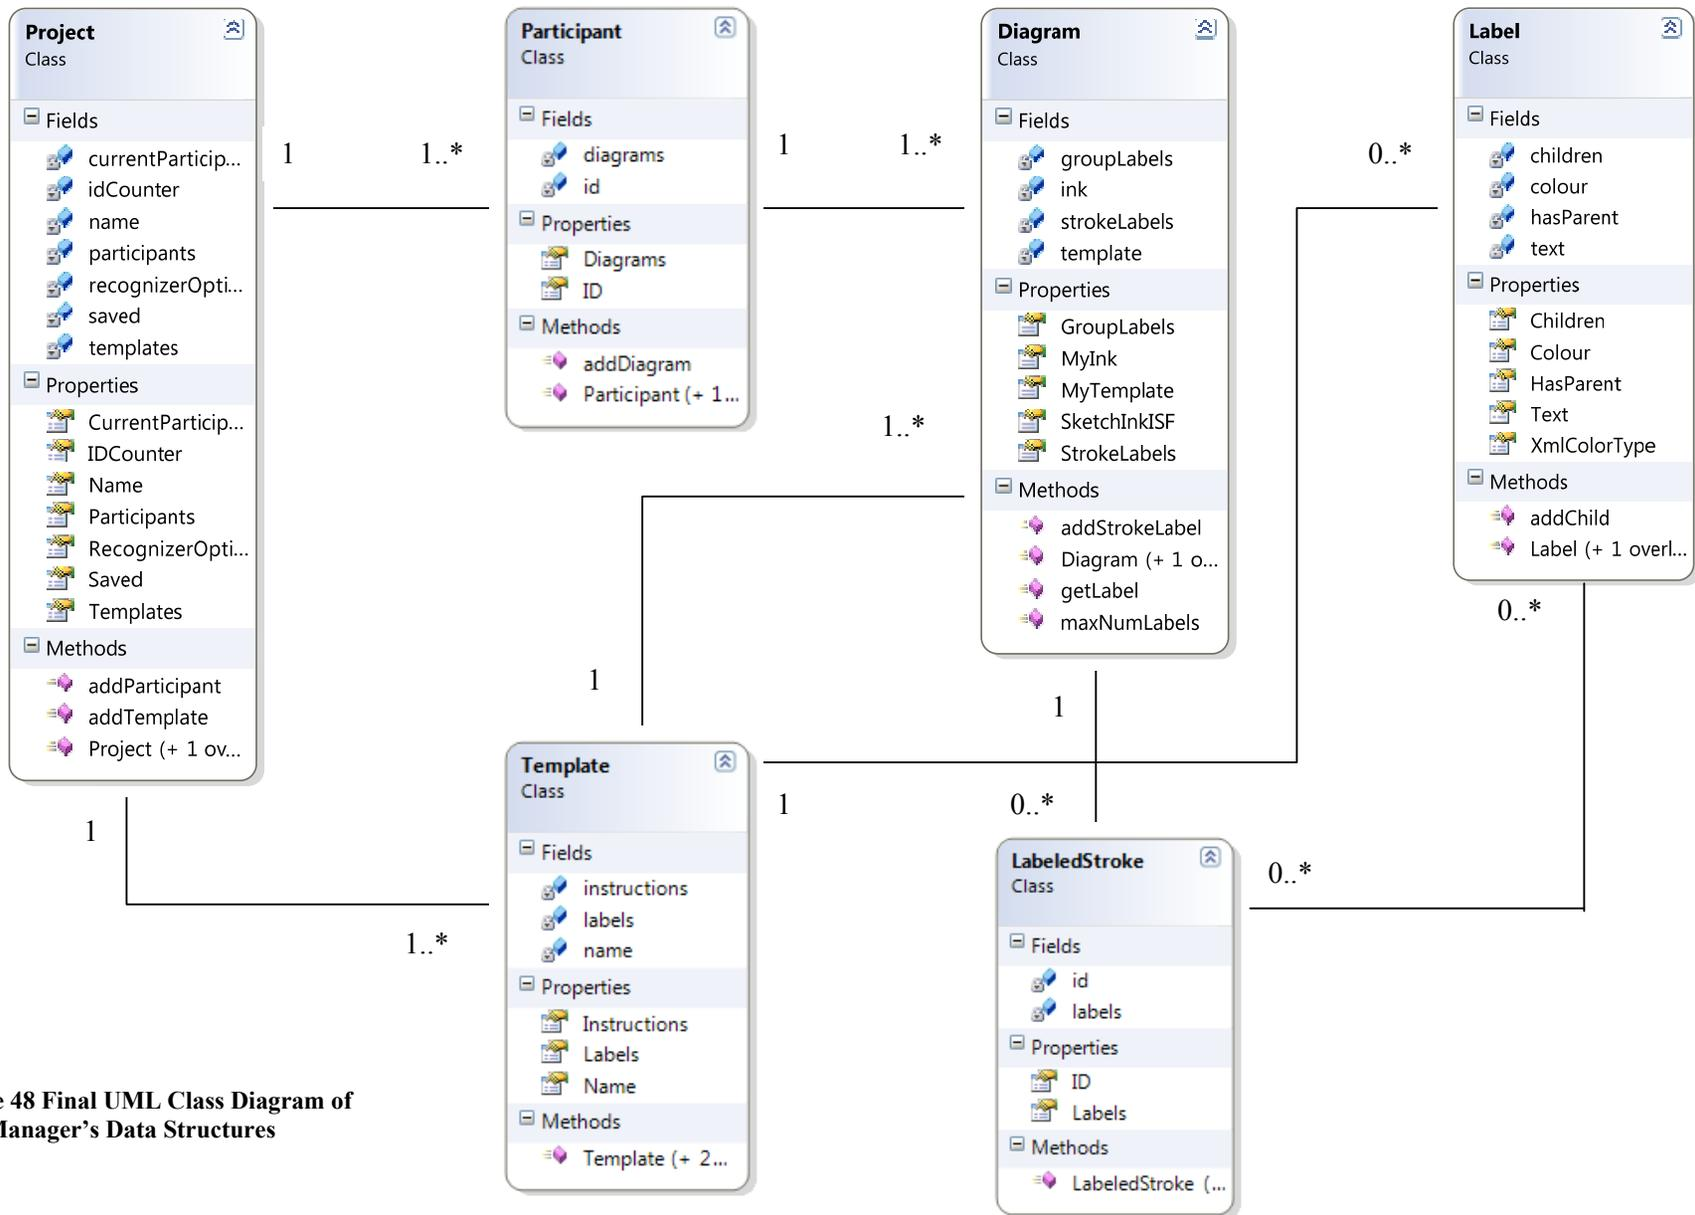 Project
Class
Fields
currentParticip...
idCounter
name
participants
recognizerOpti...
saved
templates
Properties
CurrentParticip...
IDCounter
Name
Participants
RecognizerOpti...
Saved
Templates
Methods
addParticipant
addTemplate
Project (+ 1 ov...
1
1..*
Participant
Class
Fields
diagrams
id
Properties
Diagrams
ID
Methods
addDiagram
Participant (+ 1...
1
1..*
Diagram
Class
Fields
groupLabels
ink
strokeLabels
template
Properties
GroupLabels
MyInk
MyTemplate
SketchInkISF
StrokeLabels
Methods
addStrokeLabel
Diagram (+ 1 o...
getLabel
maxNumLabels
0..*
Label
Class
Fields
children
colour
hasParent
text
Properties
Children
Colour
HasParent
Text
XmlColorType
Methods
addChild
Label (+ 1 overl...
1..*
1
1
0..*
0..*
1
1..*
Template
Class
Fields
instructions
labels
name
Properties
Instructions
Labels
Name
Methods
Template (+ 2...
1
0..*
LabeledStroke
Class
Fields
id
labels
Properties
ID
Labels
Methods
LabeledStroke (...
e 48 Final UML Class Diagram of
Manager's Data Structures